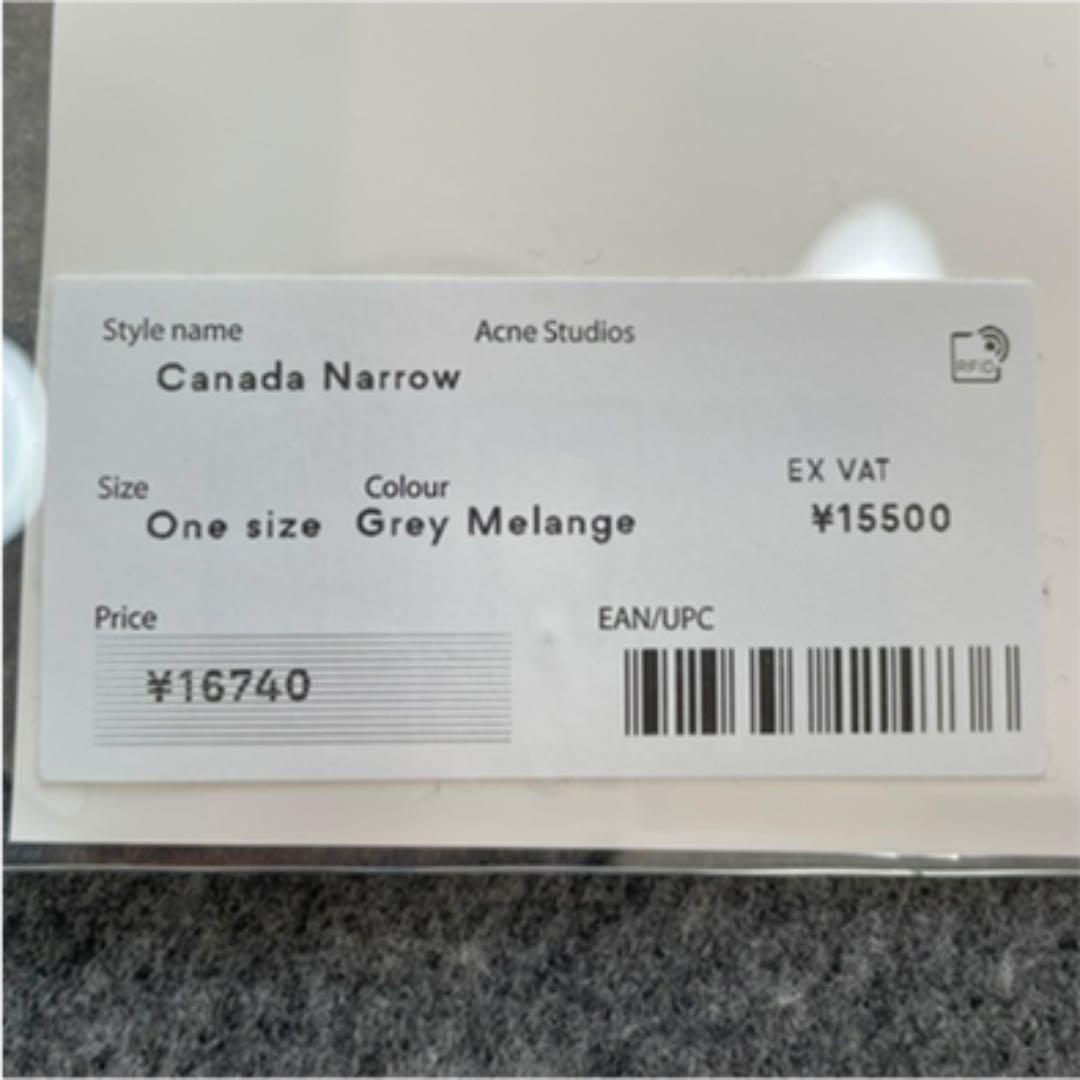 Style name Acne Studios
Canada Narrow
RFID
Size Colour EX VAT
One size Grey Melange ¥15500
Price EAN/UPC
¥16740